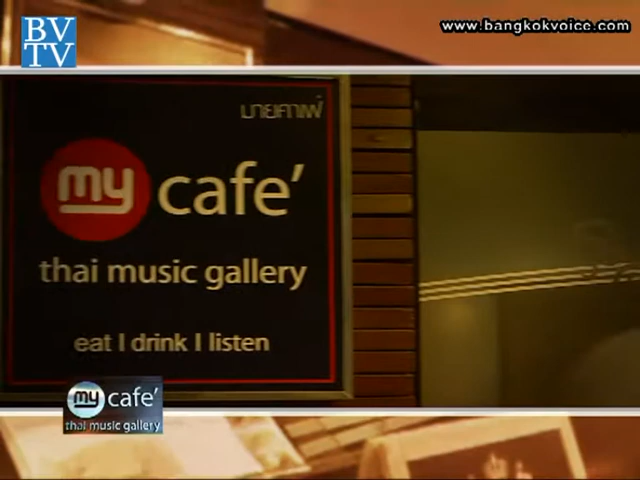 BV
TV
www.bangkokvoice.com
มายคาเฟ่
my cafe'
thai music gallery
eat I drink I listen
my cafe'
thai music gallery